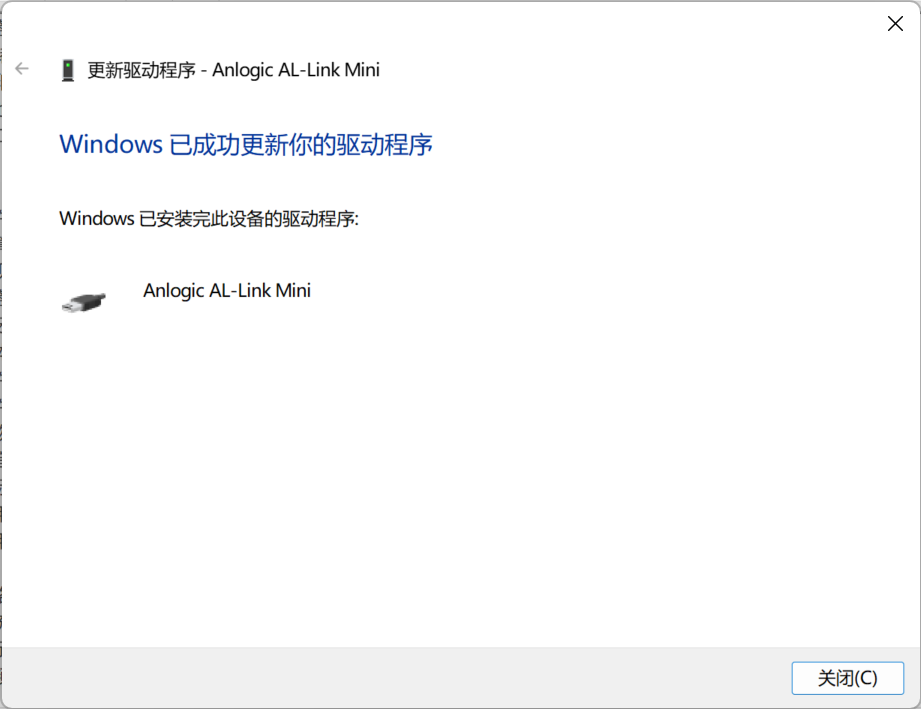 更新驱动程序 - Anlogic AL-Link Mini
Windows 已成功更新你的驱动程序
Windows 已安装完此设备的驱动程序:
Anlogic AL-Link Mini
关闭(C)